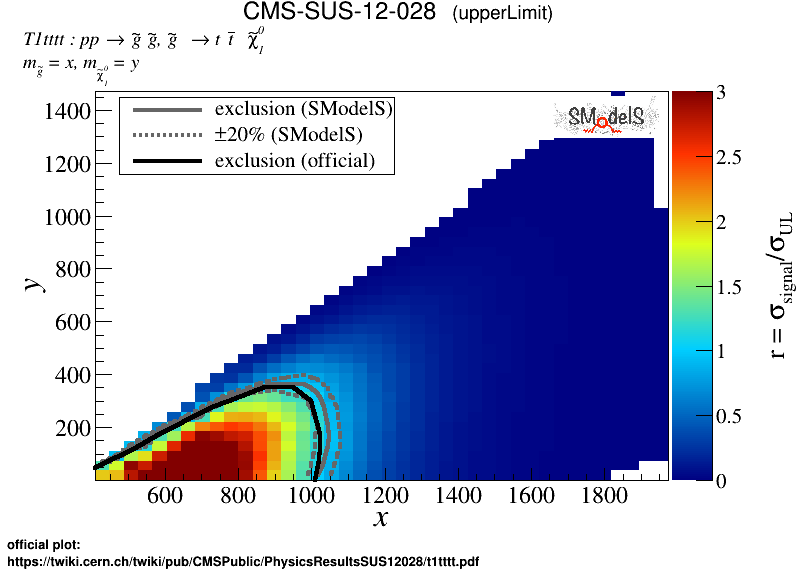 CMS-SUS-12-028 (upperLimit)
T1tttt : pp → g̃ g̃, g̃ → t t̄ χ̃₁⁰
m_g̃ = x, m_χ̃₁⁰ = y
1400
1200
1000
800
600
400
200
y
exclusion (SModelS)
±20% (SModelS)
exclusion (official)
SModelS
3
2.5
2
1.5
1
0.5
0
r = σ_signal/σ_UL
600 800 1000 1200 1400 1600 1800
x
official plot:
https://twiki.cern.ch/twiki/pub/CMSPublic/PhysicsResultsSUS12028/t1tttt.pdf